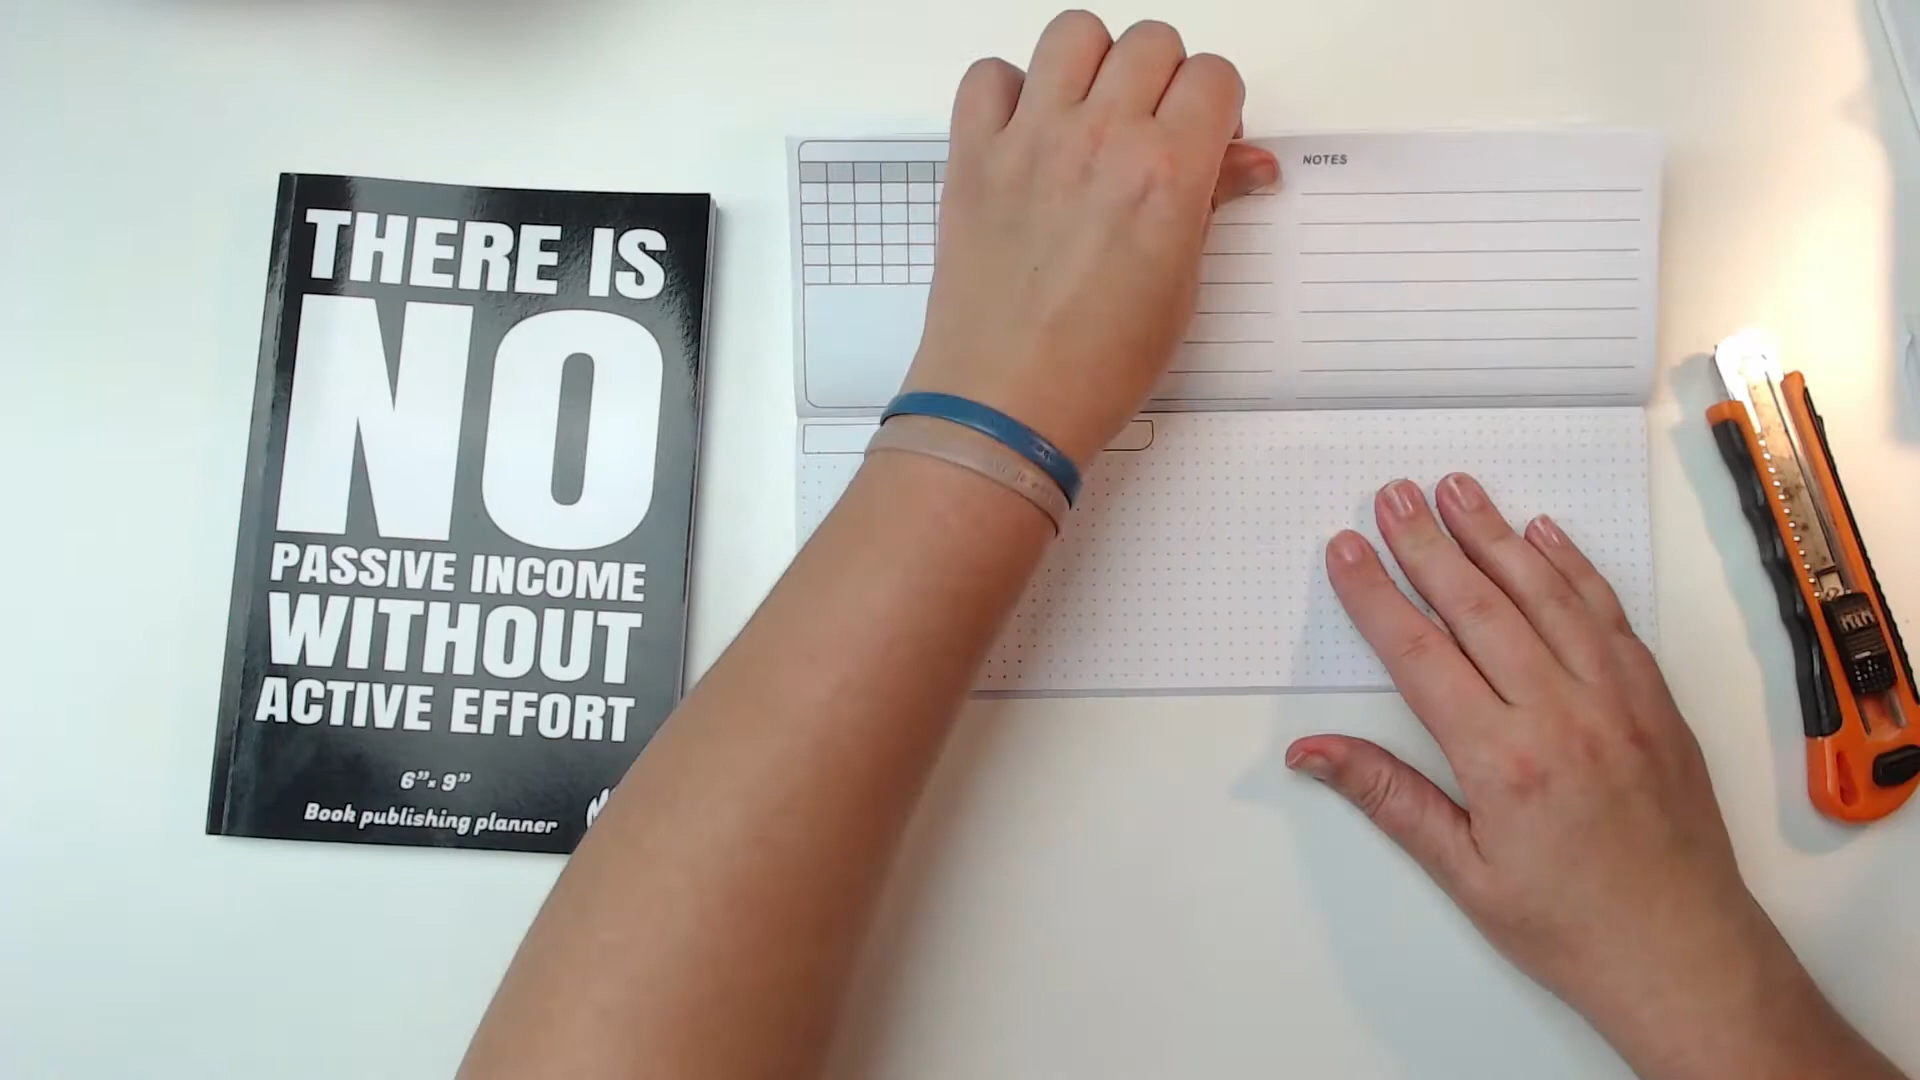 THERE IS
NO
PASSIVE INCOME
WITHOUT
ACTIVE EFFORT
6"x 9"
Book publishing planner
NOTES